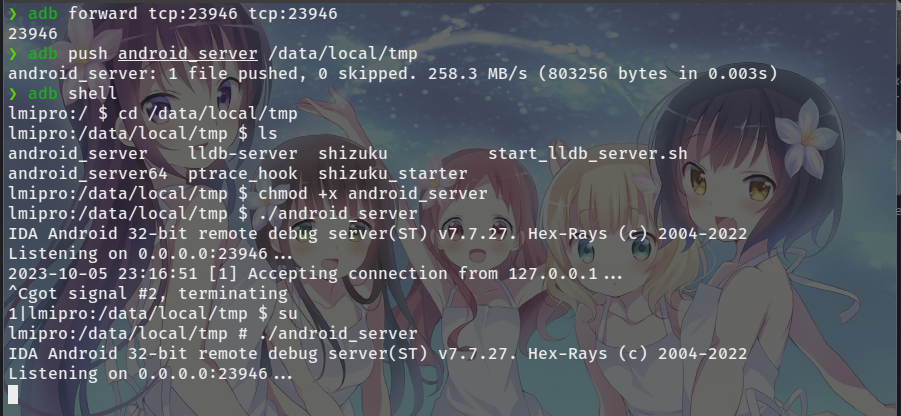 ❯ adb forward tcp:23946 tcp:23946
23946
❯ adb push android_server /data/local/tmp
android_server: 1 file pushed, 0 skipped. 258.3 MB/s (803256 bytes in 0.003s)
❯ adb shell
lmipro:/ $ cd /data/local/tmp
lmipro:/data/local/tmp $ ls
android_server    lldb-server  shizuku          start_lldb_server.sh
android_server64  ptrace_hook  shizuku_starter
lmipro:/data/local/tmp $ chmod +x android_server
lmipro:/data/local/tmp $ ./android_server
IDA Android 32-bit remote debug server(ST) v7.7.27. Hex-Rays (c) 2004-2022
Listening on 0.0.0.0:23946...
2023-10-05 23:16:51 [1] Accepting connection from 127.0.0.1...
^Cgot signal #2, terminating
1|lmipro:/data/local/tmp $ su
lmipro:/data/local/tmp # ./android_server
IDA Android 32-bit remote debug server(ST) v7.7.27. Hex-Rays (c) 2004-2022
Listening on 0.0.0.0:23946...